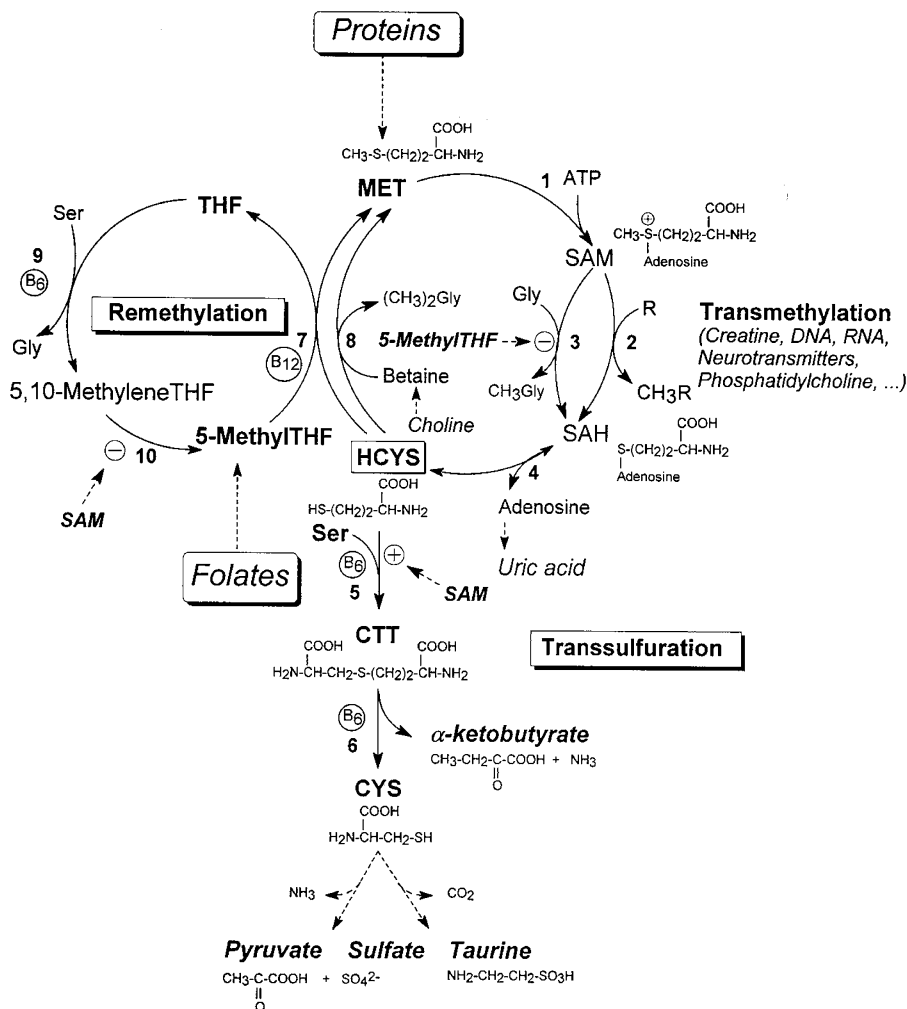 Proteins
COOH
CH3-S-(CH2)2-CH-NH2
MET
1 ATP
THF
Ser
COOH
CH3-S-(CH2)2-CH-NH2
⊕
Adenosine
SAM
9
B6
Remethylation
(CH3)2Gly
Gly
R
Transmethylation
(Creatine, DNA, RNA,
Neurotransmitters,
Phosphatidylcholine, ...)
7
8
5-MethylTHF
−
3
2
B12
Gly
Betaine
CH3Gly
CH3R
5,10-MethyleneTHF
Choline
5-MethylTHF
SAH
COOH
S-(CH2)2-CH-NH2
Adenosine
−
10
HCYS
4
COOH
HS-(CH2)2-CH-NH2
Adenosine
SAM
Ser
+
B6
5
Uric acid
Folates
SAM
CTT
COOH COOH
H2N-CH-CH2-S-(CH2)2-CH-NH2
Transsulfuration
B6
6
α-ketobutyrate
CH3-CH2-C-COOH + NH3
O
CYS
COOH
H2N-CH-CH2-SH
NH3
CO2
Pyruvate Sulfate Taurine
CH3-C-COOH + SO42- NH2-CH2-CH2-SO3H
O